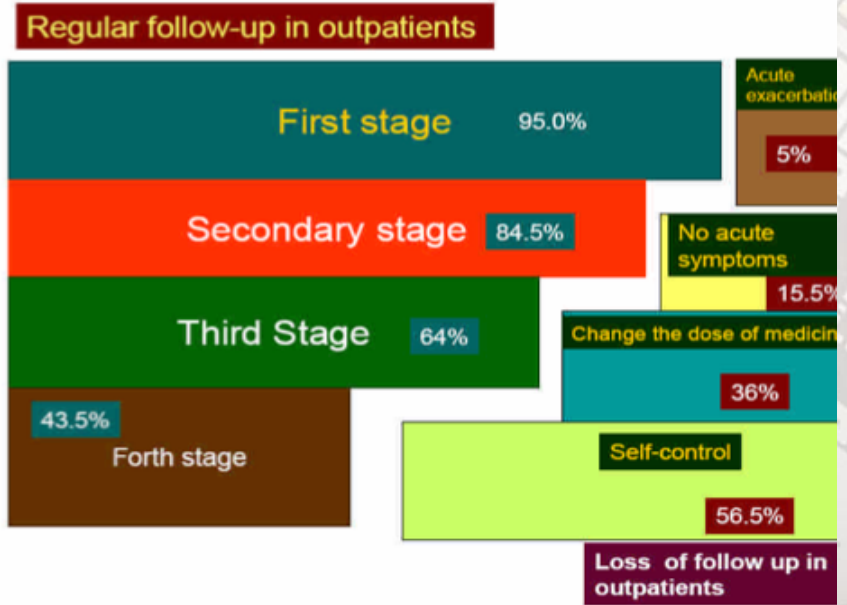 Regular follow-up in outpatients
First stage 95.0%
Acute
exacerbatio
5%
Secondary stage 84.5%
No acute
symptoms
15.5%
Third Stage 64%
Change the dose of medicin
36%
43.5%
Forth stage
Self-control
56.5%
Loss of follow up in
outpatients